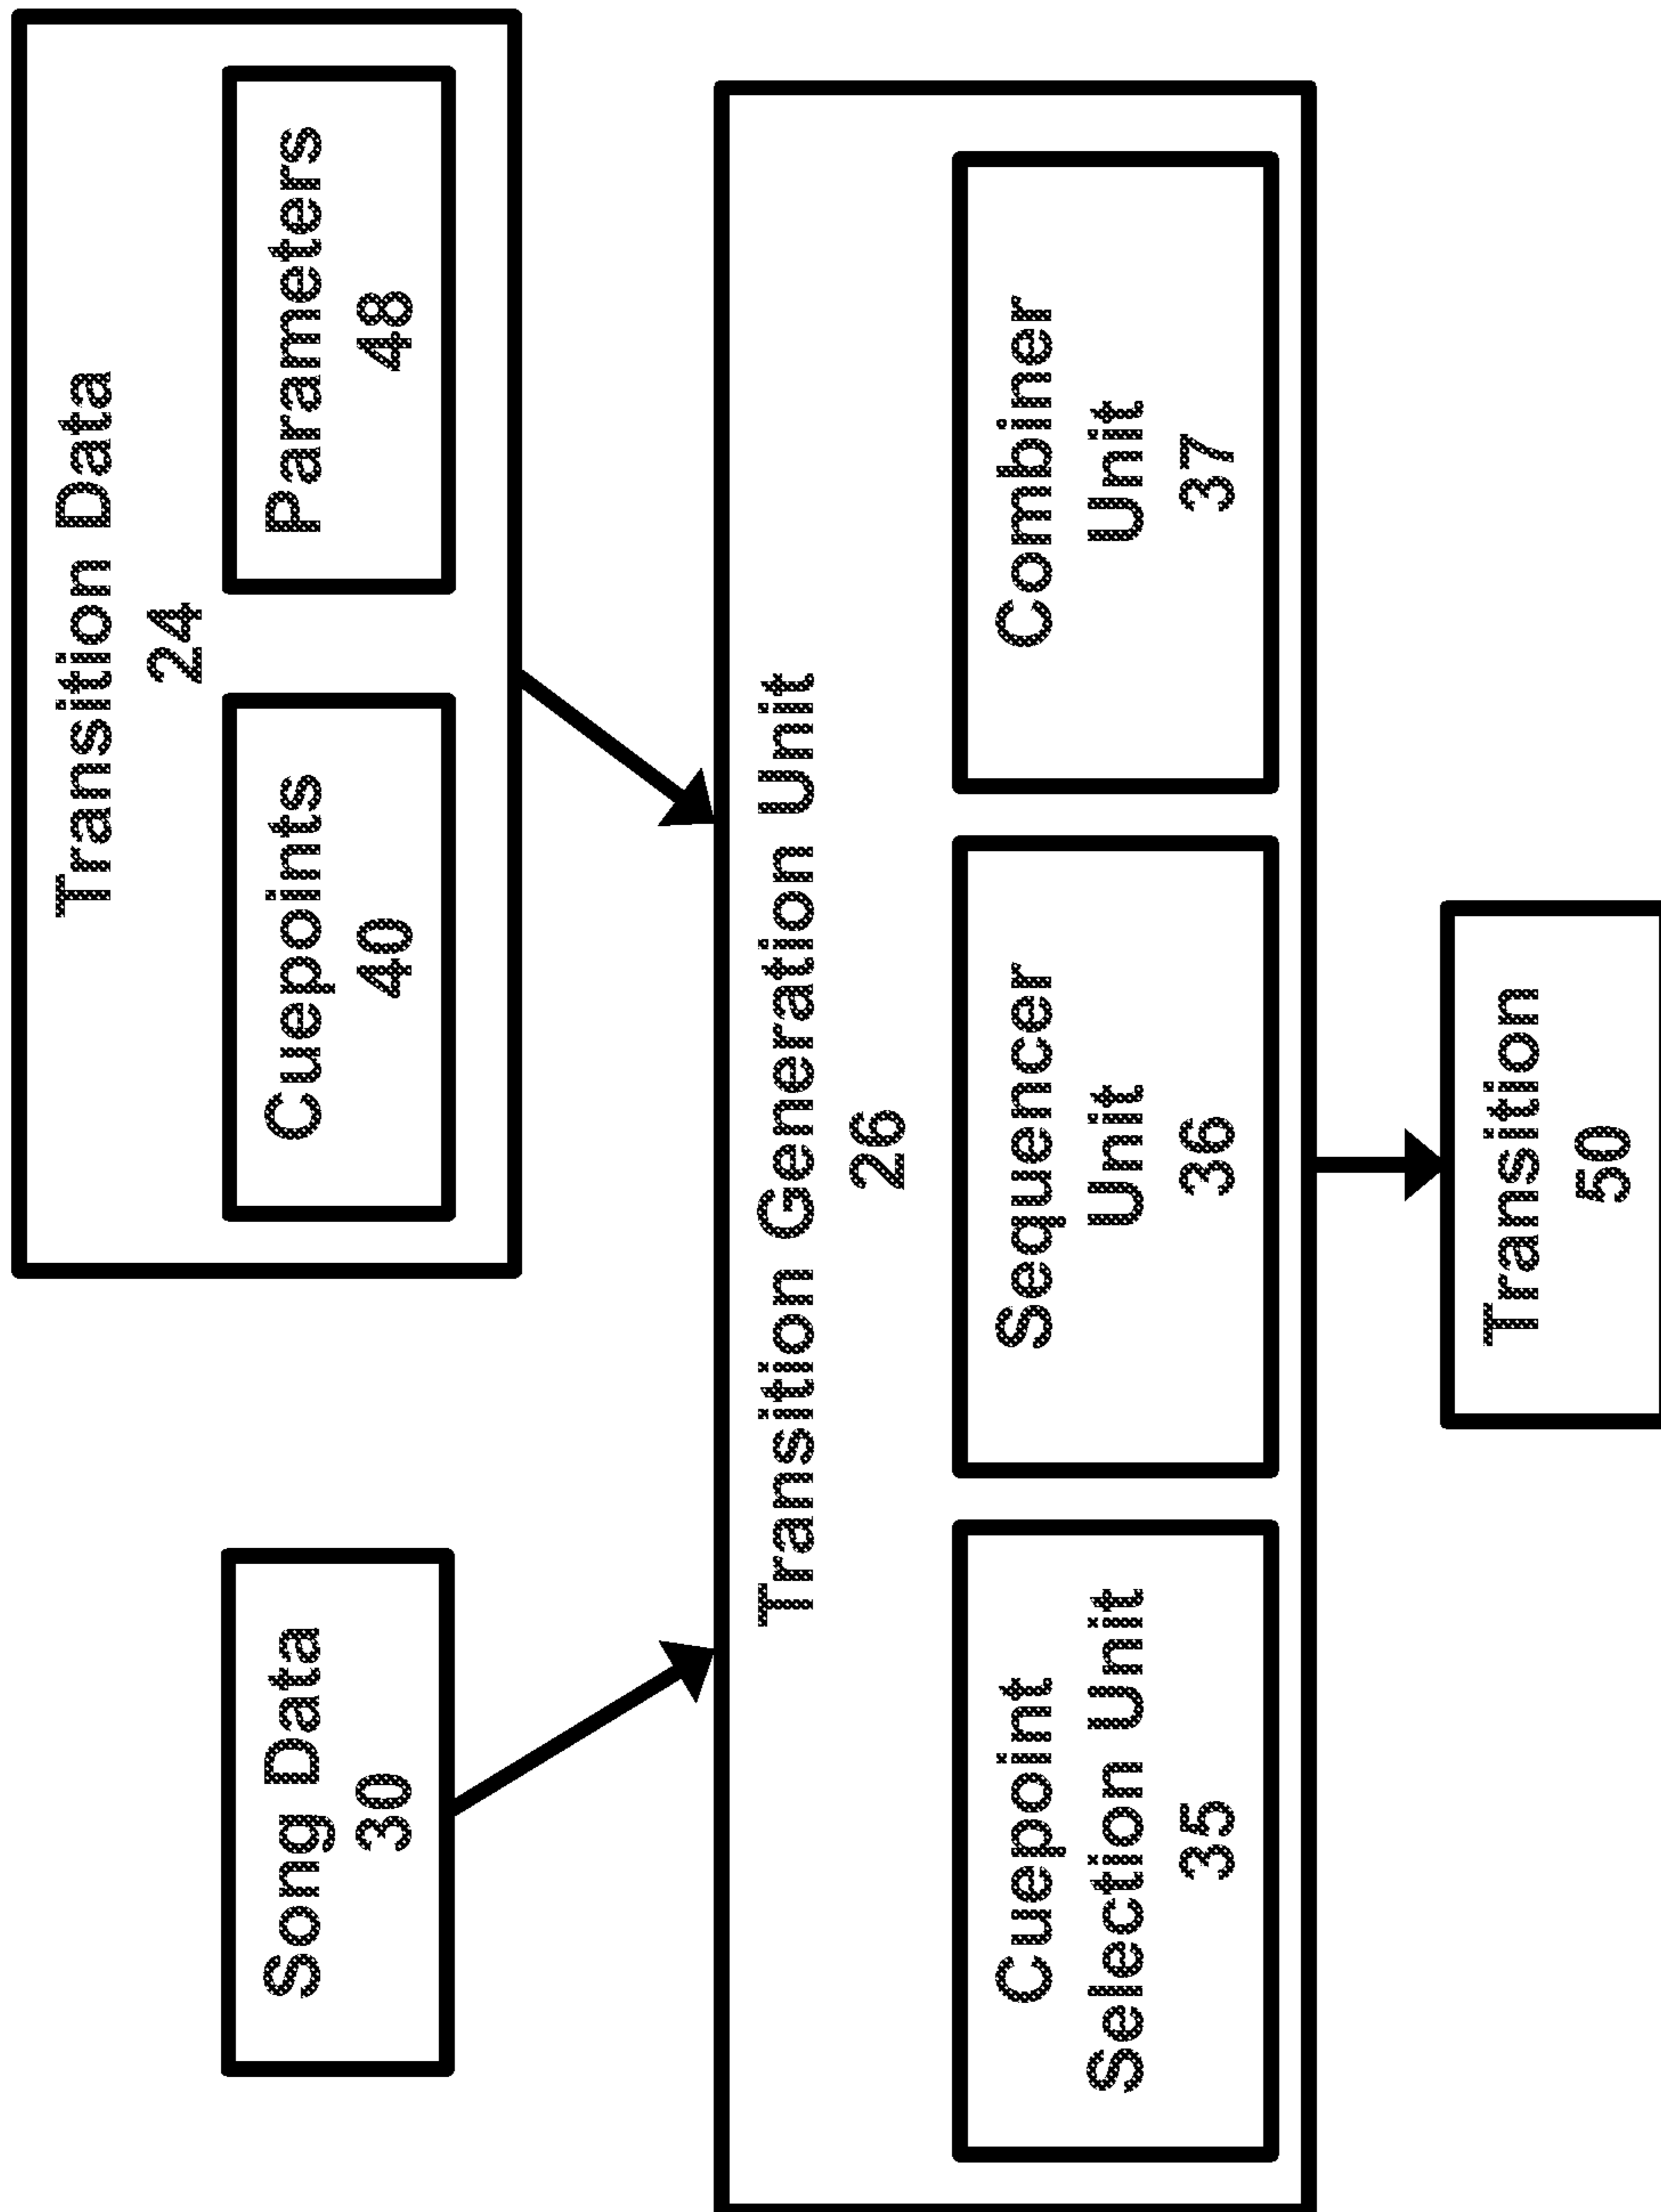 Transition Data
24
Song Data
30
Cuepoints
40
Parameters
48
Transition Generation Unit
26
Cuepoint
Selection Unit
35
Sequencer
Unit
36
Combiner
Unit
37
Transition
50